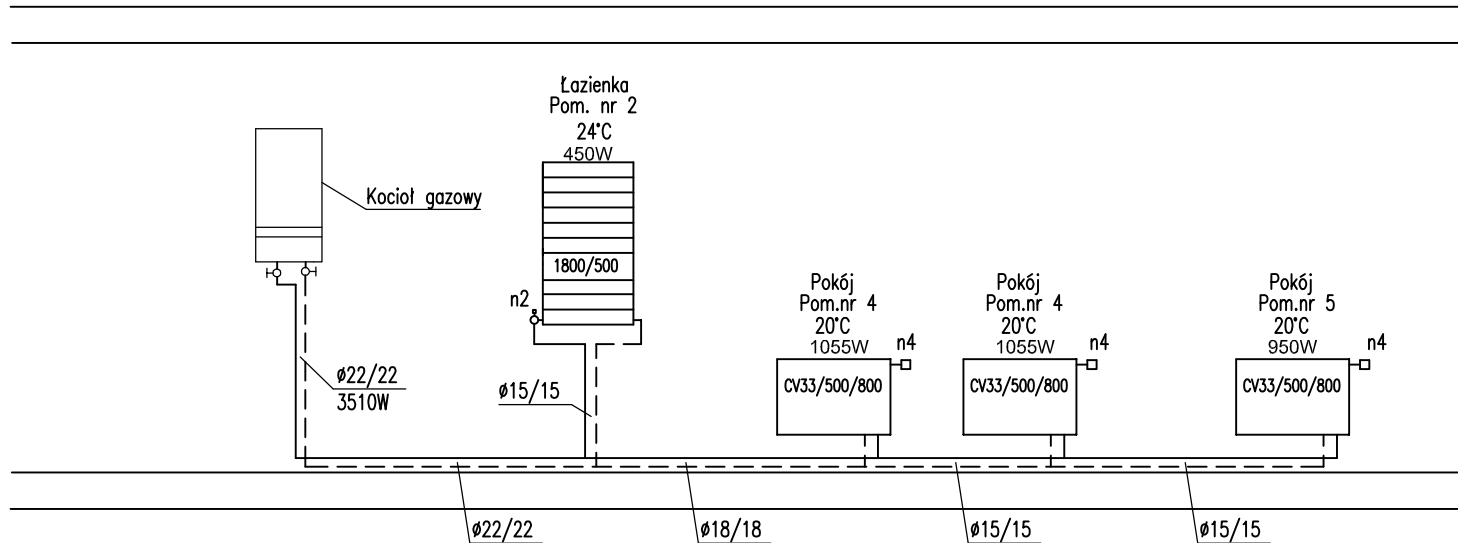 Łazienka
Pom. nr 2
24°C
450W
Kocioł gazowy
1800/500
n2
Pokój
Pom.nr 4
20°C
1055W
n4
CV33/500/800
Pokój
Pom.nr 4
20°C
1055W
n4
CV33/500/800
Pokój
Pom.nr 5
20°C
950W
n4
CV33/500/800
ø22/22
3510W
ø15/15
ø22/22
ø18/18
ø15/15
ø15/15